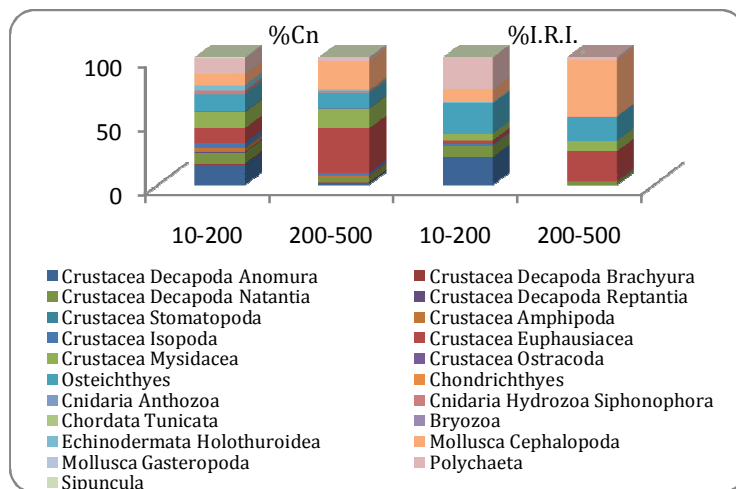 %Cn %I.R.I.
100
50
0
10-200 200-500 10-200 200-500
Crustacea Decapoda Anomura Crustacea Decapoda Brachyura
Crustacea Decapoda Natantia Crustacea Decapoda Reptantia
Crustacea Stomatopoda Crustacea Amphipoda
Crustacea Isopoda Crustacea Euphausiacea
Crustacea Mysidacea Crustacea Ostracoda
Osteichthyes Chondrichthyes
Cnidaria Anthozoa Cnidaria Hydrozoa Siphonophora
Chordata Tunicata Bryozoa
Echinodermata Holothuroidea Mollusca Cephalopoda
Mollusca Gasteropoda Polychaeta
Sipuncula